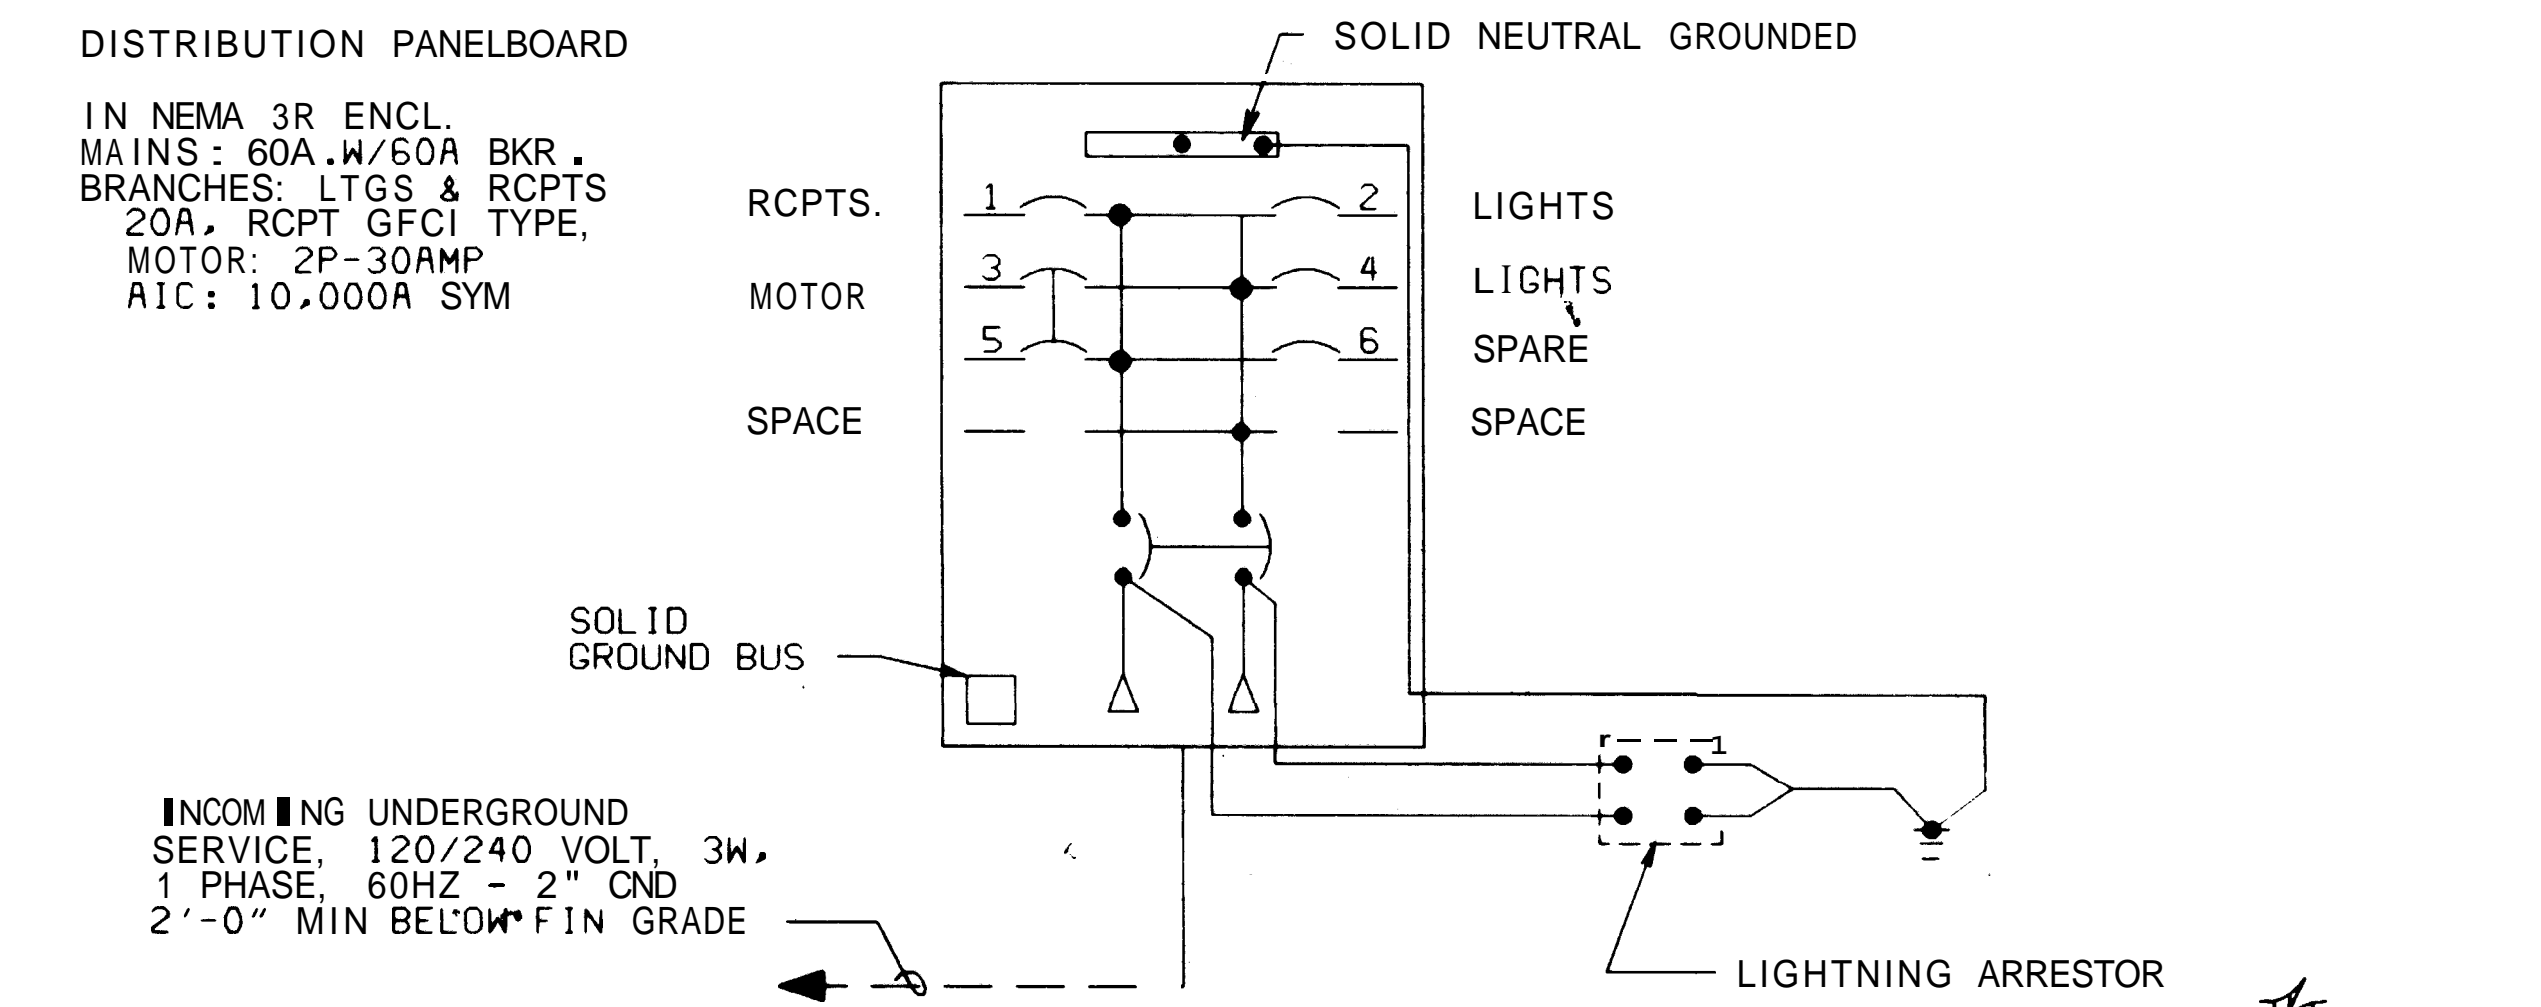 DISTRIBUTION PANELBOARD
IN NEMA 3R ENCL.
MAINS: 60A.W/60A BKR.
BRANCHES: LTGS & RCPTS
20A, RCPT GFCI TYPE,
MOTOR: 2P-30AMP
AIC: 10,000A SYM
SOLID NEUTRAL GROUNDED
RCPTS. 1 2 LIGHTS
MOTOR 3 4 LIGHTS
5 6 SPARE
SPACE SPACE
SOLID
GROUND BUS
INCOMING UNDERGROUND
SERVICE, 120/240 VOLT, 3W,
1 PHASE, 60HZ - 2" CND
2'-0" MIN BELOW FIN GRADE
LIGHTNING ARRESTOR